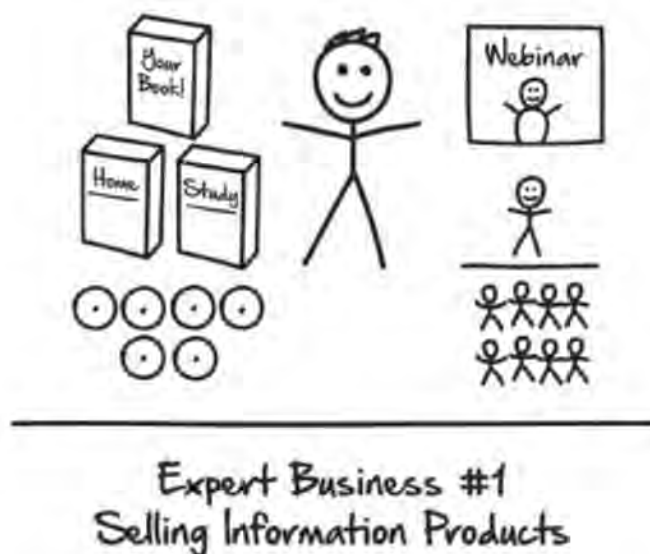 Your
Book!
Webinar
Home
Study
Expert Business #1
Selling Information Products